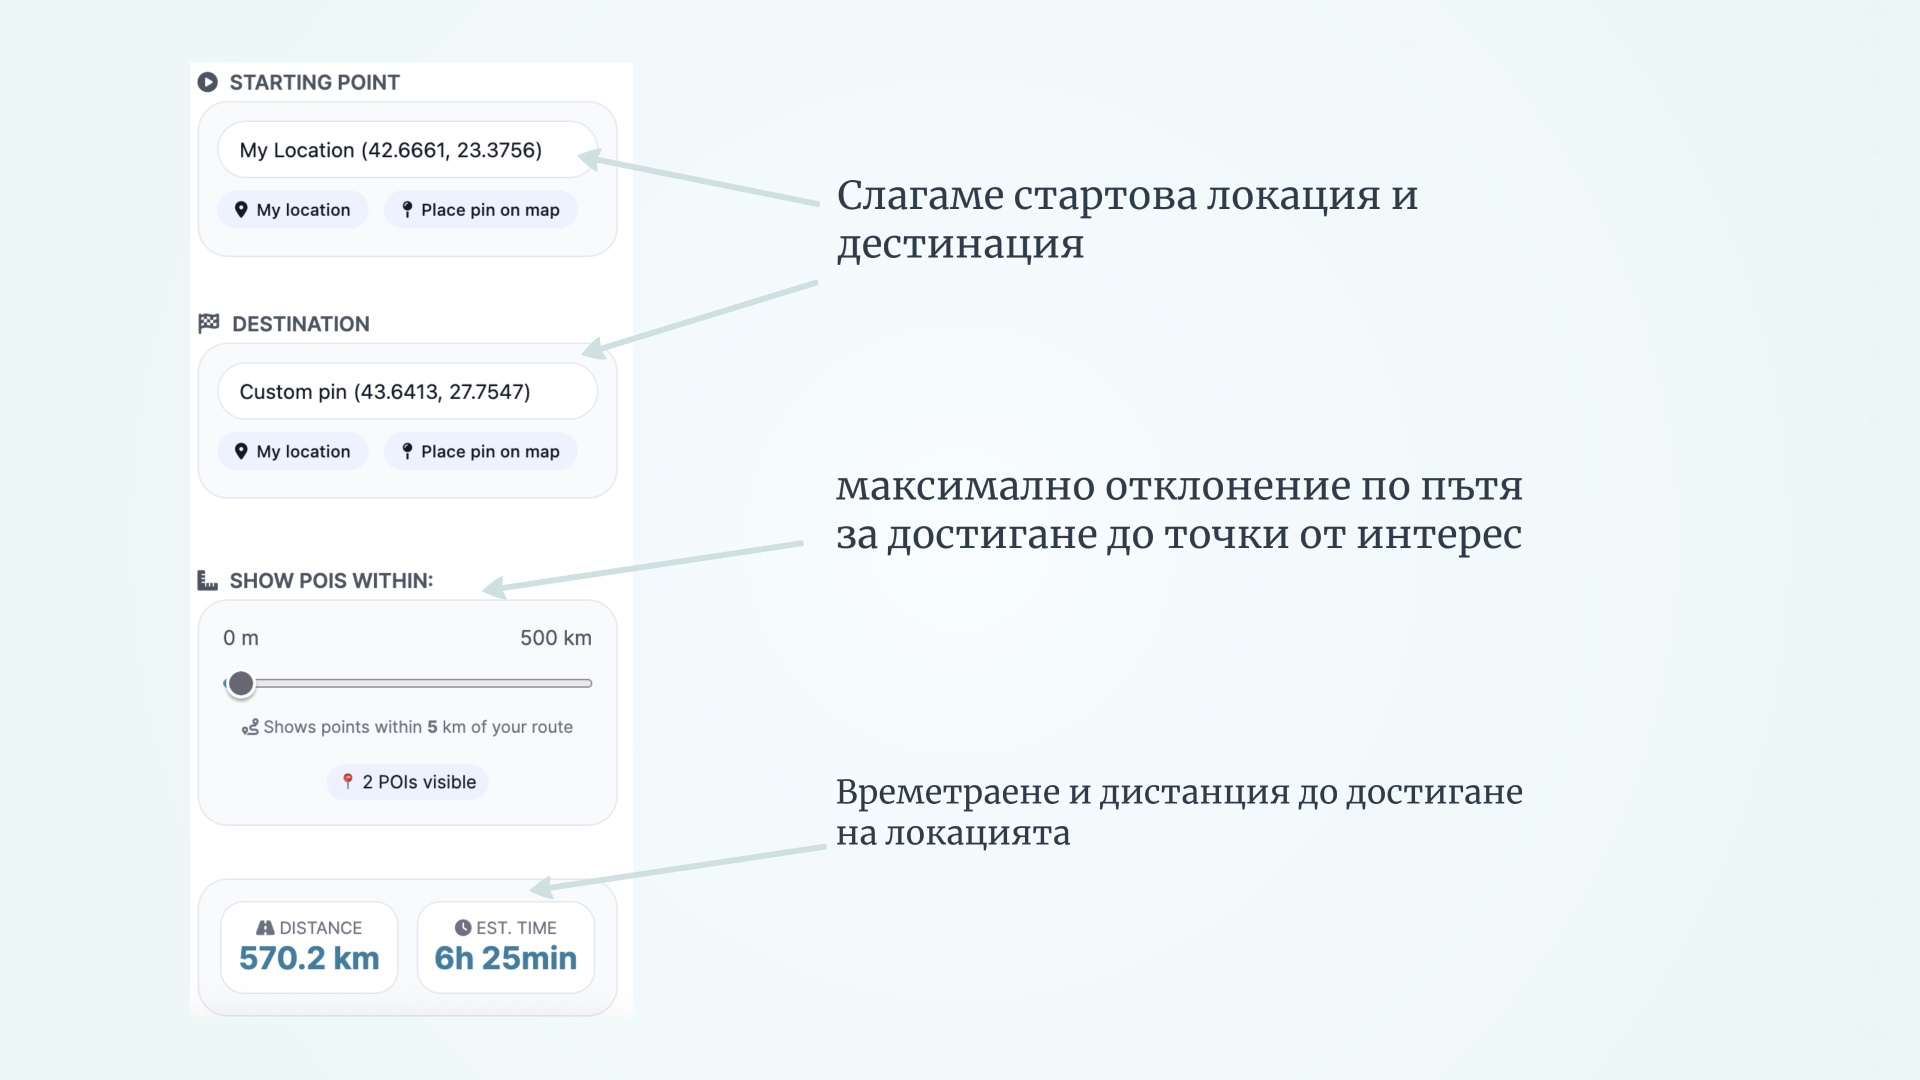 STARTING POINT
My Location (42.6661, 23.3756)
My location
Place pin on map
DESTINATION
Custom pin (43.6413, 27.7547)
My location
Place pin on map
SHOW POIS WITHIN:
0 m
500 km
Shows points within 5 km of your route
2 POIs visible
DISTANCE
570.2 km
EST. TIME
6h 25min
Слагаме стартова локация и
дестинация
максимално отклонение по пътя
за достигане до точки от интерес
Времетраене и дистанция до достигане
на локацията